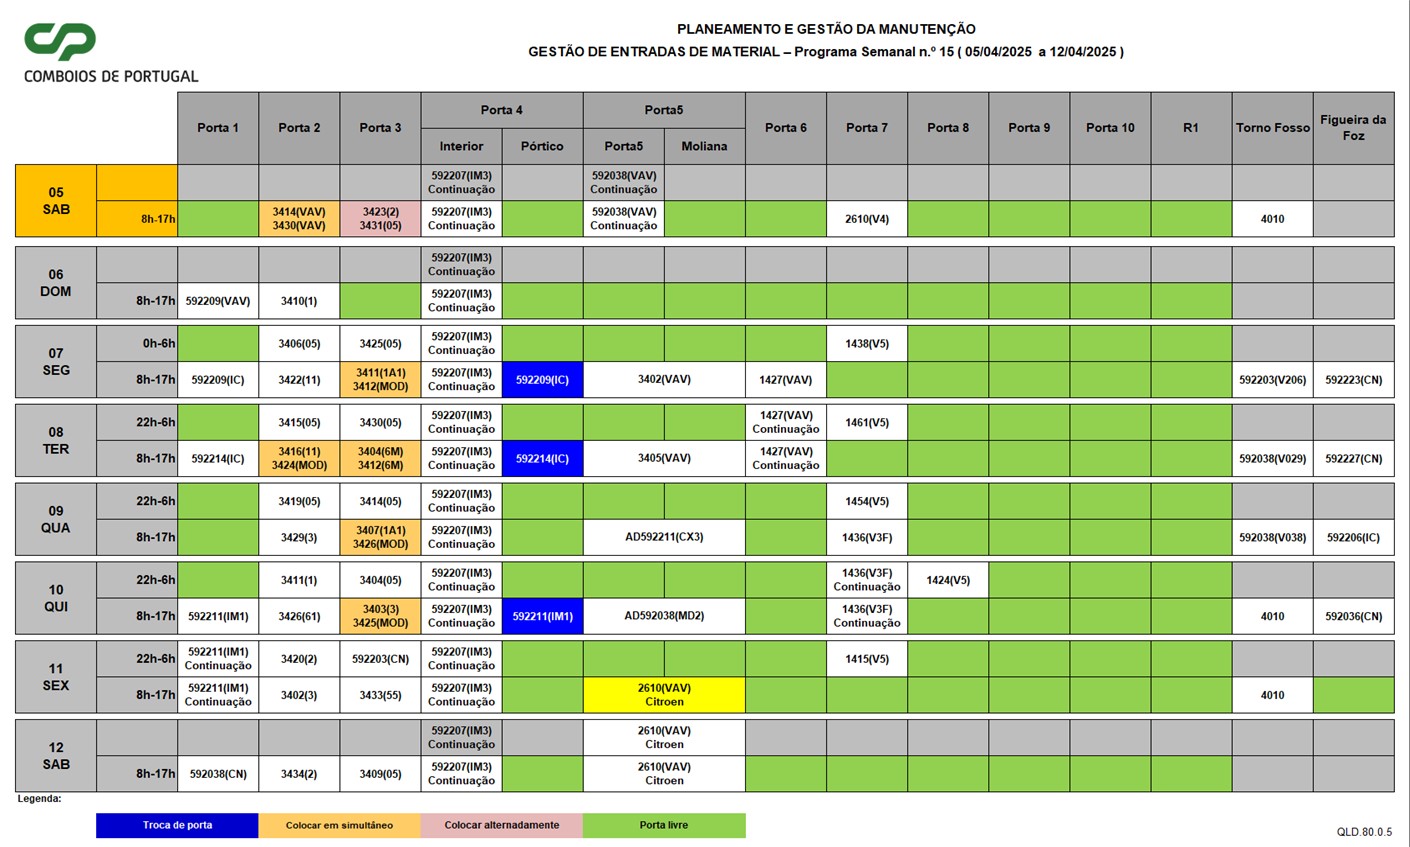 PLANEAMENTO E GESTÃO DA MANUTENÇÃO
GESTÃO DE ENTRADAS DE MATERIAL – Programa Semanal n.º 15 ( 05/04/2025 a 12/04/2025 )
CP
COMBOIOS DE PORTUGAL
Porta 1 Porta 2 Porta 3 Porta 4 Porta5 Porta 6 Porta 7 Porta 8 Porta 9 Porta 10 R1 Torno Fosso Figueira da Foz
Interior Pórtico Porta5 Moliana
05 SAB
592207(IM3) Continuação 592038(VAV) Continuação
8h-17h 3414(VAV) 3430(VAV) 3423(2) 3431(05) 592207(IM3) Continuação 592038(VAV) Continuação 2610(V4) 4010
06 DOM
592207(IM3) Continuação
8h-17h 592209(VAV) 3410(1) 592207(IM3) Continuação
07 SEG
0h-6h 3406(05) 3425(05) 592207(IM3) Continuação 1438(V5)
8h-17h 592209(IC) 3422(11) 3411(1A1) 3412(MOD) 592207(IM3) Continuação 592209(IC) 3402(VAV) 1427(VAV) 592203(V206) 592223(CN)
08 TER
22h-6h 3415(05) 3430(05) 592207(IM3) Continuação 1427(VAV) Continuação 1461(V5)
8h-17h 592214(IC) 3416(11) 3424(MOD) 3404(6M) 3412(6M) 592207(IM3) Continuação 592214(IC) 3405(VAV) 1427(VAV) Continuação 592038(V029) 592227(CN)
09 QUA
22h-6h 3419(05) 3414(05) 592207(IM3) Continuação 1454(V5)
8h-17h 3429(3) 3407(1A1) 3426(MOD) 592207(IM3) Continuação AD592211(CX3) 1436(V3F) 592038(V038) 592206(IC)
10 QUI
22h-6h 3411(1) 3404(05) 592207(IM3) Continuação 1436(V3F) Continuação 1424(V5)
8h-17h 592211(IM1) 3426(61) 3403(3) 3425(MOD) 592207(IM3) Continuação 592211(IM1) AD592038(MD2) 1436(V3F) Continuação 4010 592036(CN)
11 SEX
22h-6h 592211(IM1) Continuação 3420(2) 592203(CN) 592207(IM3) Continuação 1415(V5)
8h-17h 592211(IM1) Continuação 3402(3) 3433(55) 592207(IM3) Continuação 2610(VAV) Citroen 4010
12 SAB
592207(IM3) Continuação 2610(VAV) Citroen
8h-17h 592038(CN) 3434(2) 3409(05) 592207(IM3) Continuação 2610(VAV) Citroen
Legenda:
Troca de porta Colocar em simultâneo Colocar alternadamente Porta livre
QLD.80.0.5